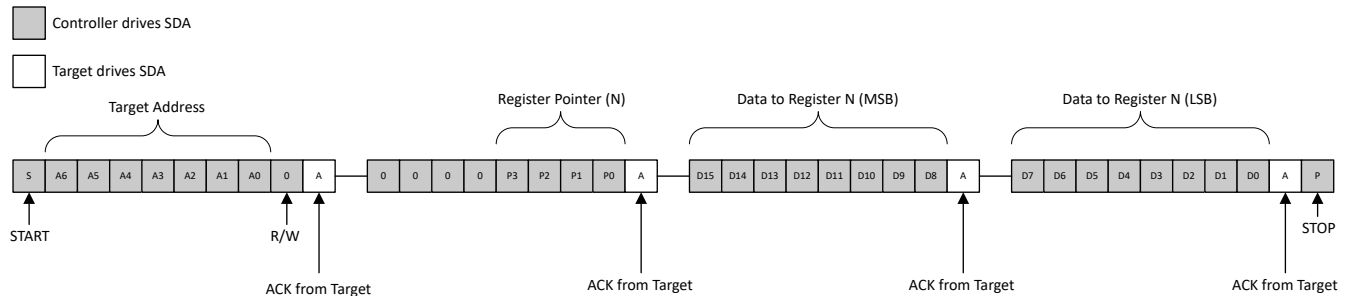 Controller drives SDA
Target drives SDA
Target Address
Register Pointer (N)
Data to Register N (MSB)
Data to Register N (LSB)
S A6 A5 A4 A3 A2 A1 A0 0 A 0 0 0 0 P3 P2 P1 P0 A D15 D14 D13 D12 D11 D10 D9 D8 A D7 D6 D5 D4 D3 D2 D1 D0 A P
START
R/W
STOP
ACK from Target
ACK from Target
ACK from Target
ACK from Target